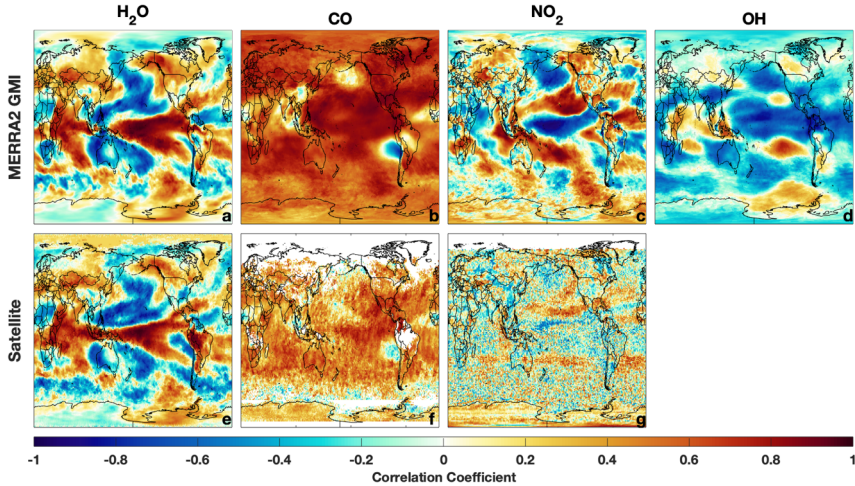 H₂O CO NO₂ OH
MERRA2 GMI
a b c d
Satellite
e f g
-1 -0.8 -0.6 -0.4 -0.2 0 0.2 0.4 0.6 0.8 1
Correlation Coefficient